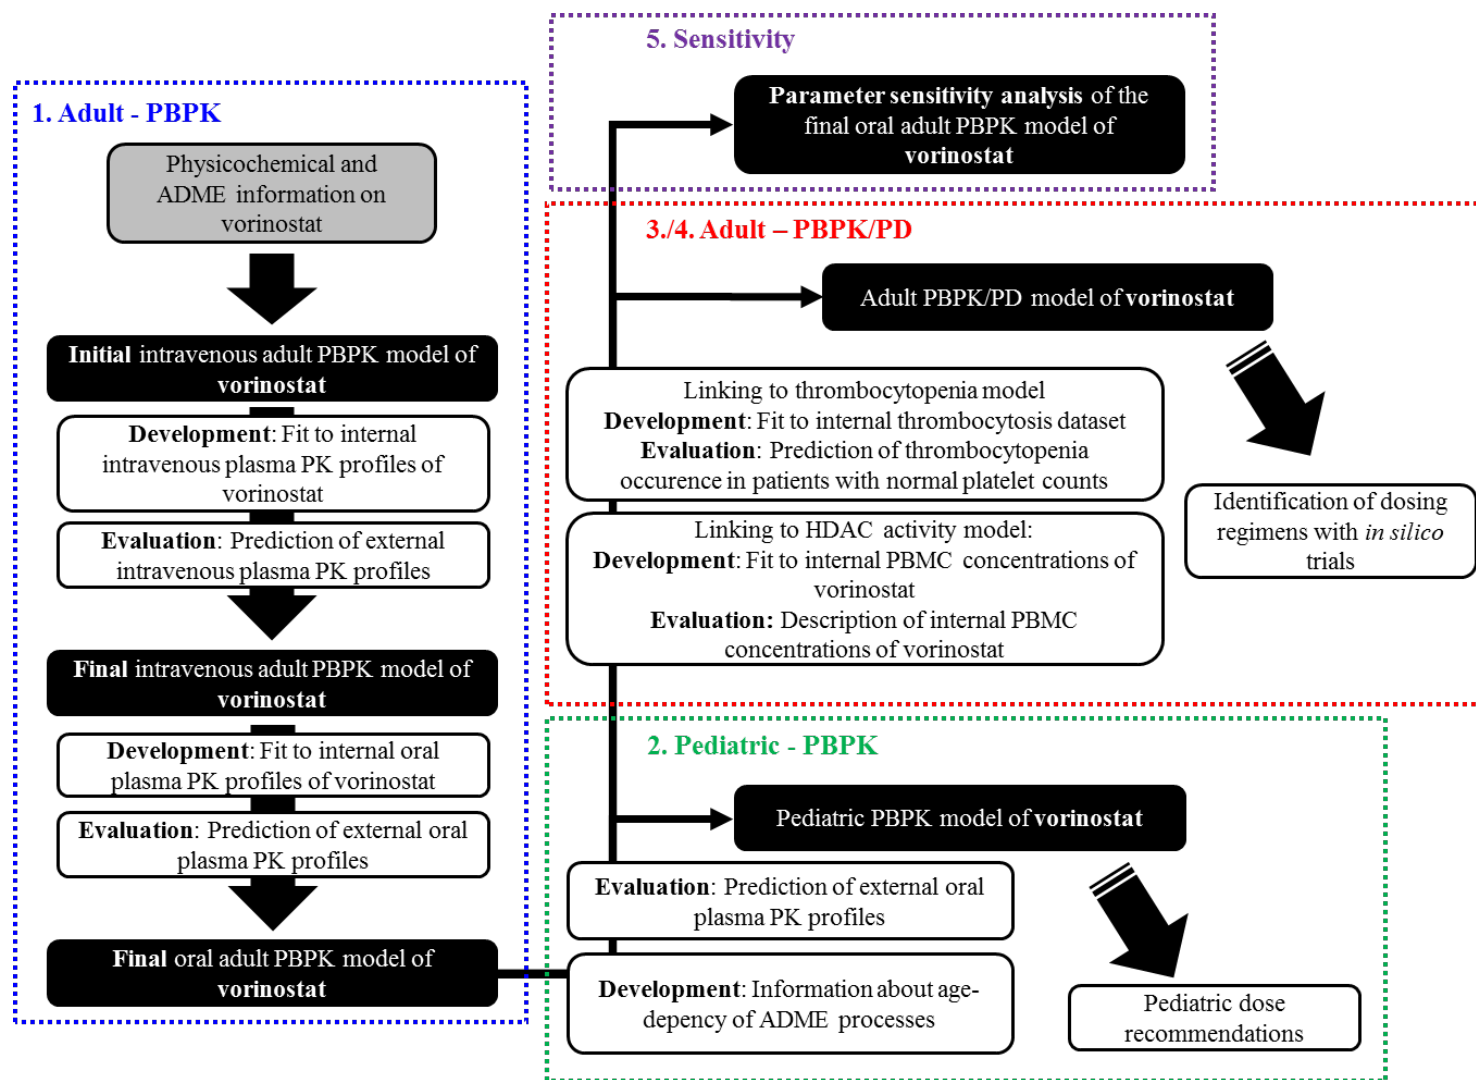 1. Adult - PBPK
Physicochemical and
ADME information on
vorinostat
Initial intravenous adult PBPK model of
vorinostat
Development: Fit to internal
intravenous plasma PK profiles of
vorinostat
Evaluation: Prediction of external
intravenous plasma PK profiles
Final intravenous adult PBPK model of
vorinostat
Development: Fit to internal oral
plasma PK profiles of vorinostat
Evaluation: Prediction of external oral
plasma PK profiles
Final oral adult PBPK model of
vorinostat
5. Sensitivity
Parameter sensitivity analysis of the
final oral adult PBPK model of
vorinostat
3./4. Adult – PBPK/PD
Adult PBPK/PD model of vorinostat
Linking to thrombocytopenia model
Development: Fit to internal thrombocytosis dataset
Evaluation: Prediction of thrombocytopenia
occurence in patients with normal platelet counts
Linking to HDAC activity model:
Development: Fit to internal PBMC concentrations of
vorinostat
Evaluation: Description of internal PBMC
concentrations of vorinostat
Identification of dosing
regimens with in silico
trials
2. Pediatric - PBPK
Pediatric PBPK model of vorinostat
Evaluation: Prediction of external oral
plasma PK profiles
Development: Information about age-
depency of ADME processes
Pediatric dose
recommendations